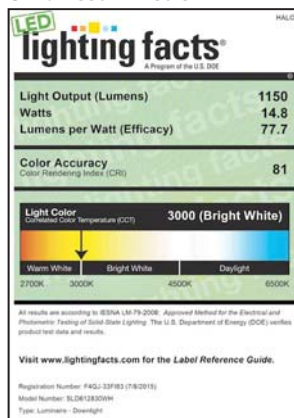 HALO
LED
lighting facts®
A Program of the U.S. DOE
Light Output (Lumens) 1150
Watts 14.8
Lumens per Watt (Efficacy) 77.7
Color Accuracy 81
Color Rendering Index (CRI)
Light Color
Correlated Color Temperature (CCT) 3000 (Bright White)
Warm White Bright White Daylight
2700K 3000K 4500K 6500K
All results are according to IESNA LM-79-2008: Approved Method for the Electrical and
Photometric Testing of Solid-State Lighting. The U.S. Department of Energy (DOE) verifies
product test data and results.
Visit www.lightingfacts.com for the Label Reference Guide.
Registration Number: F4GJ-33FI83 (7/8/2015)
Model Number: SLD612830WH
Type: Luminaire - Downlight